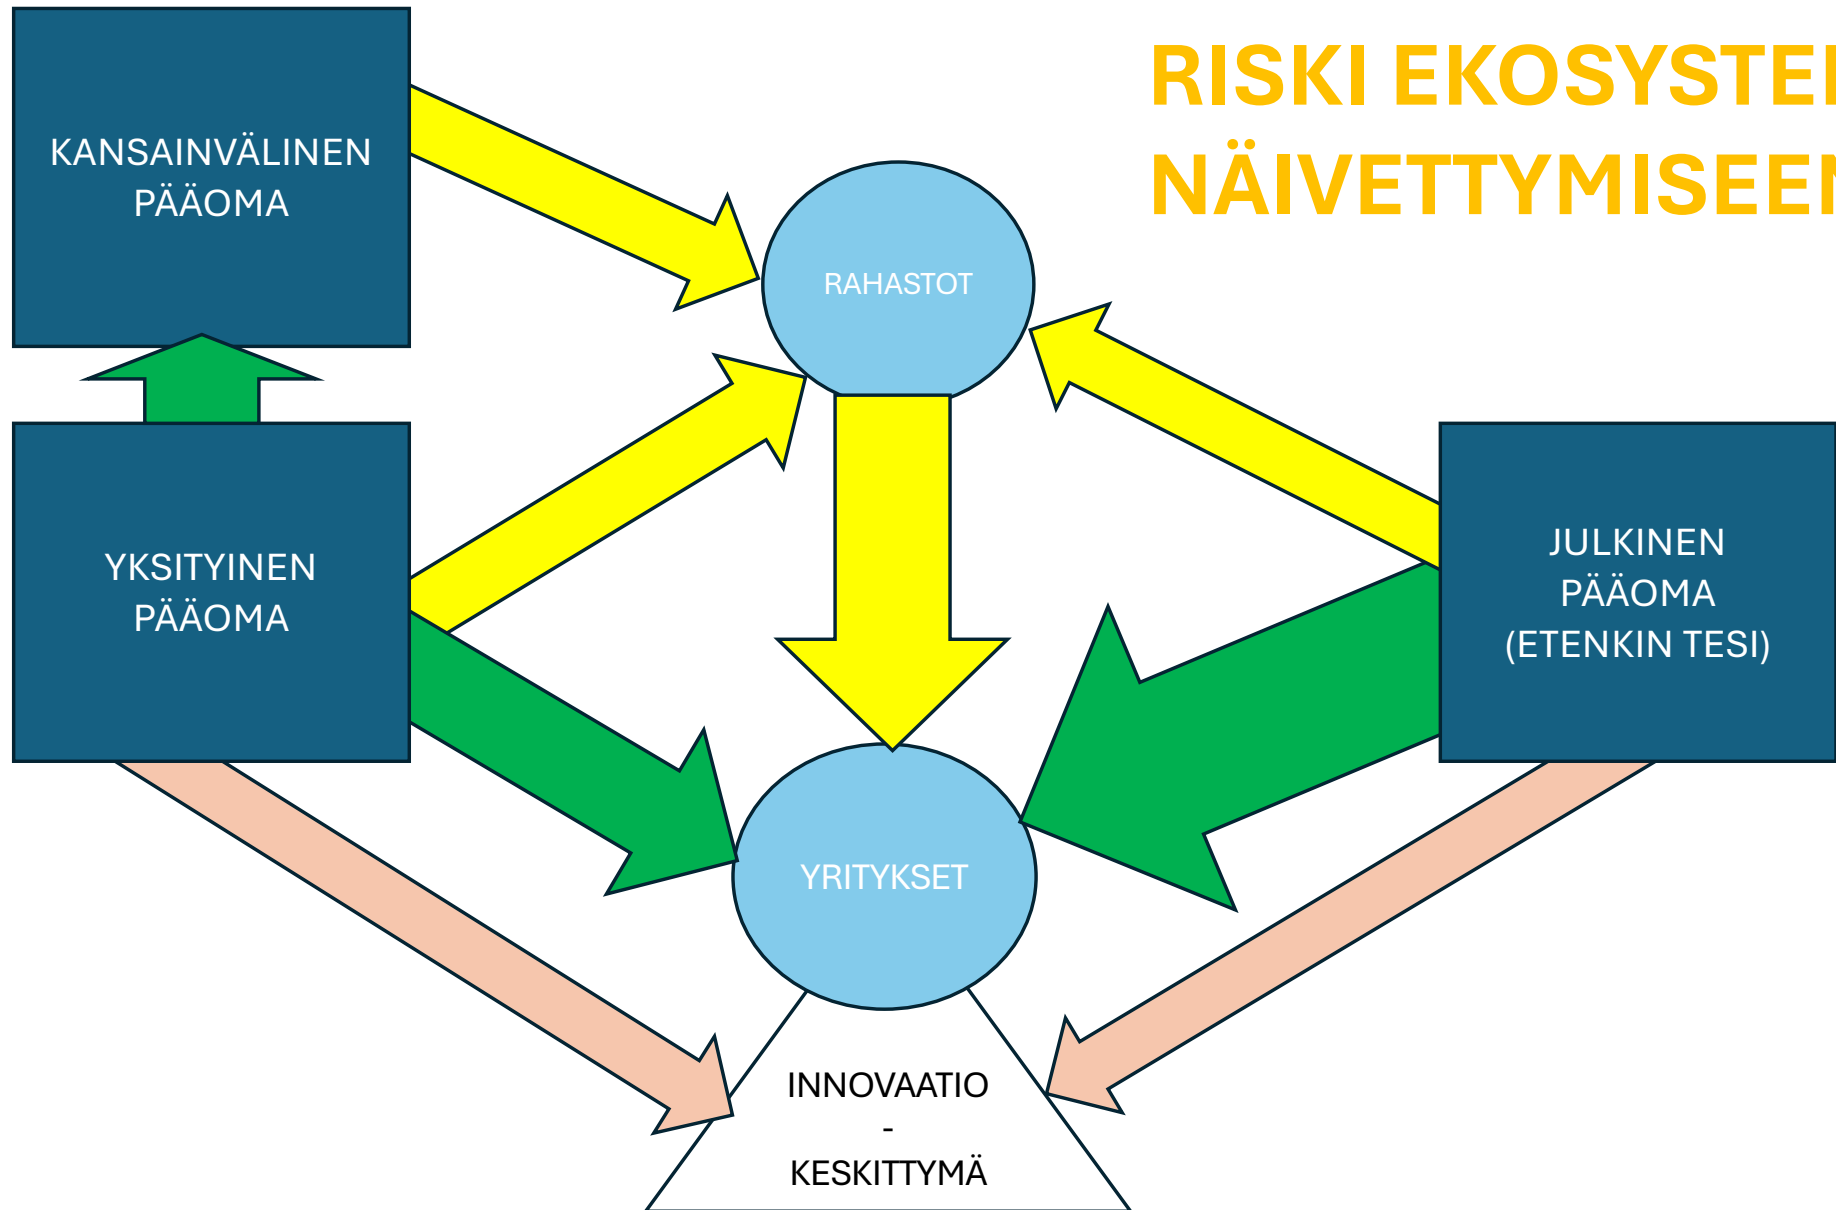 RISKI EKOSYSTE
NÄIVETTYMISEE
KANSAINVÄLINEN
PÄÄOMA
RAHASTOT
YKSITYINEN
PÄÄOMA
JULKINEN
PÄÄOMA
(ETENKIN TESI)
YRITYKSET
INNOVAATIO
-
KESKITTYMÄ